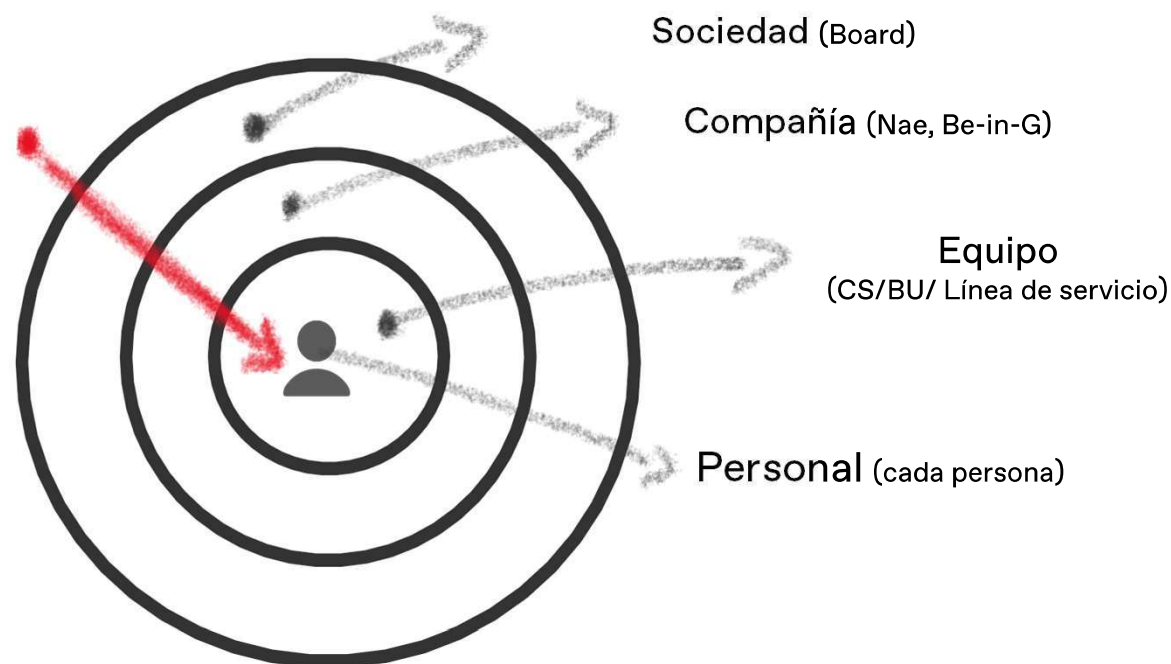 Sociedad (Board)
Compañía (Nae, Be-in-G)
Equipo
(CS/BU/ Línea de servicio)
Personal (cada persona)